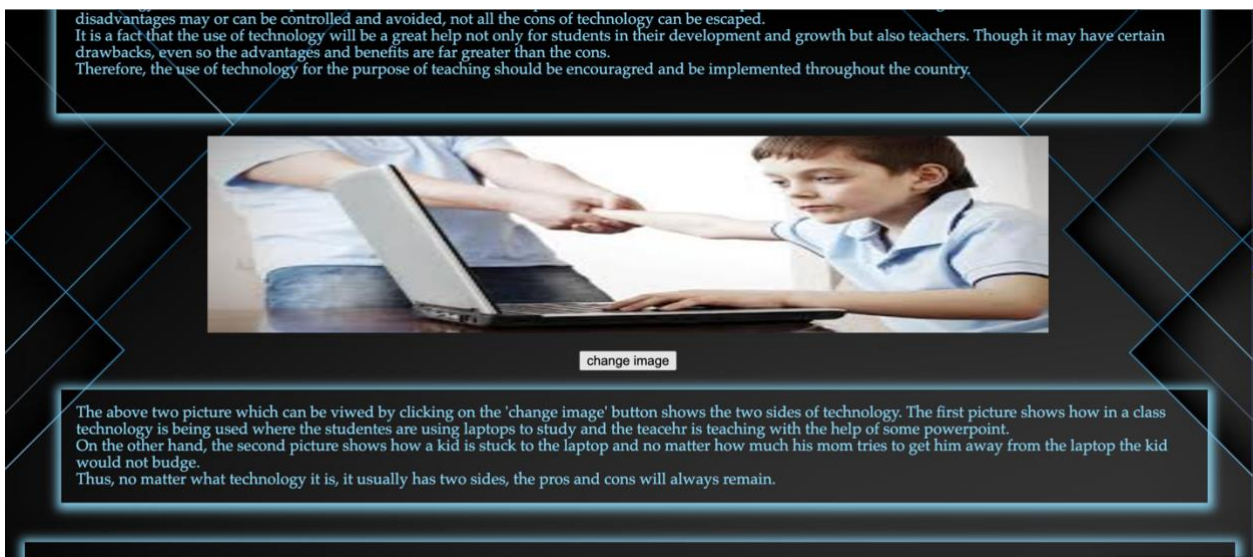 disadvantages may or can be controlled and avoided, not all the cons of technology can be escaped.
It is a fact that the use of technology will be a great help not only for students in their development and growth but also teachers. Though it may have certain
drawbacks, even so the advantages and benefits are far greater than the cons.
Therefore, the use of technology for the purpose of teaching should be encouragred and be implemented throughout the country.
change image
The above two picture which can be viwed by clicking on the 'change image' button shows the two sides of technology. The first picture shows how in a class
technology is being used where the studentes are using laptops to study and the teacehr is teaching with the help of some powerpoint.
On the other hand, the second picture shows how a kid is stuck to the laptop and no matter how much his mom tries to get him away from the laptop the kid
would not budge.
Thus, no matter what technology it is, it usually has two sides, the pros and cons will always remain.